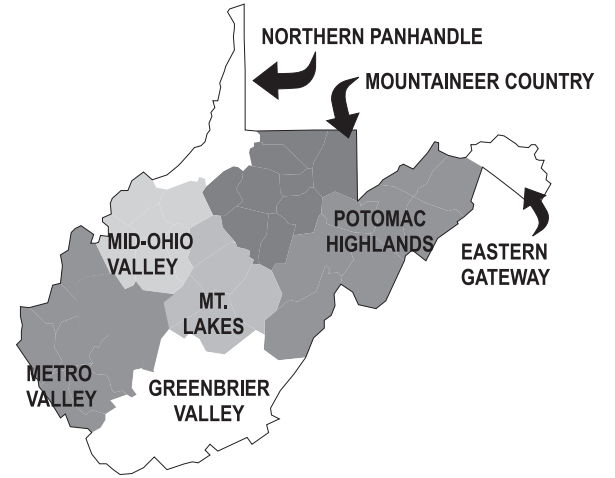 NORTHERN PANHANDLE
MOUNTAINEER COUNTRY
POTOMAC
HIGHLANDS
MID-OHIO
VALLEY
EASTERN
GATEWAY
MT.
LAKES
METRO
VALLEY
GREENBRIER
VALLEY